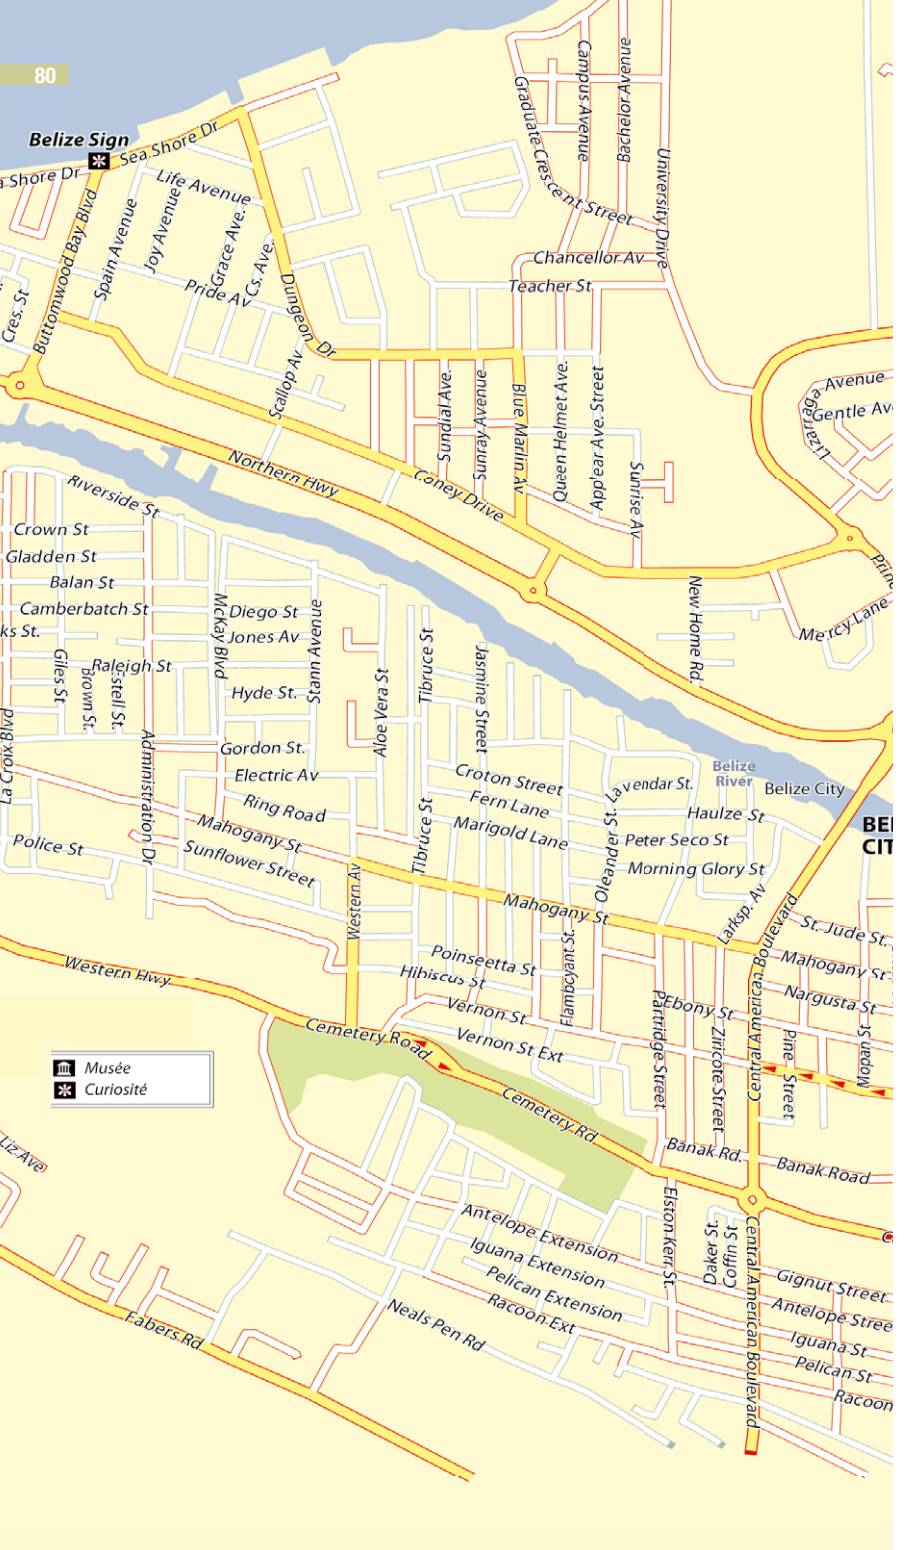 80
Belize Sign
Sea Shore Dr
a Shore Dr
Life Avenue
Buttomwood Bay Blvd
Spain Avenue
Joy Avenue
Grace Ave.
Cs. Ave.
Pride Av
Cres. St
Dungeon Dr
Scallop Av
Campus Avenue
Bachelor Avenue
University Drive
Graduate Crescent Street
Chancellor Av
Teacher St
Sundial Ave.
Sunray Avenue
Blue Marlin Av
Queen Helmet Ave.
Applear Ave. Street
Sunrise Av
Lizarraga Avenue
Gentle Av
Northern Hwy
Coney Drive
Princ
Mercy Lane
New Home Rd.
Riverside St
Crown St
Gladden St
Balan St
Camberbatch St
ks St.
Giles St
Brown St.
Estell St.
Raleigh St
McKay Blvd
Diego St
Jones Av
Hyde St.
Stann Avenue
Aloe Vera St
Tibruce St
Jasmine Street
La Croix Blvd
Administration Dr
Gordon St.
Electric Av
Ring Road
Mahogany St
Sunflower Street
Police St
Tibruce St
Croton Street
Fern Lane
Marigold Lane
Lavendar St.
Oleander St.
Haulze St
Peter Seco St
Morning Glory St
Larksp. Av
Belize
River
Belize City
BEL
CIT
Western Av
Mahogany St
Central American Boulevard
St. Jude St.
Mahogany St
Nargusta St
Western Hwy
Poinseetta St
Hibiscus St
Flamboyant St.
Vernon St
Vernon St Ext
Partridge Street
Ebony St
Ziricote Street
Pine Street
Mopan St
Cemetery Road
Cemetery Rd
Musée
Curiosité
Banak Rd.
Banak Road
Liz Ave
Elston Kerr St.
Daker St.
Coffin St
Central American Boulevard
C
Antelope Extension
Iguana Extension
Pelican Extension
Racoon Ext
Neals Pen Rd
Fabers Rd
Gignut Street
Antelope Stree
Iguana St
Pelican St
Racoon